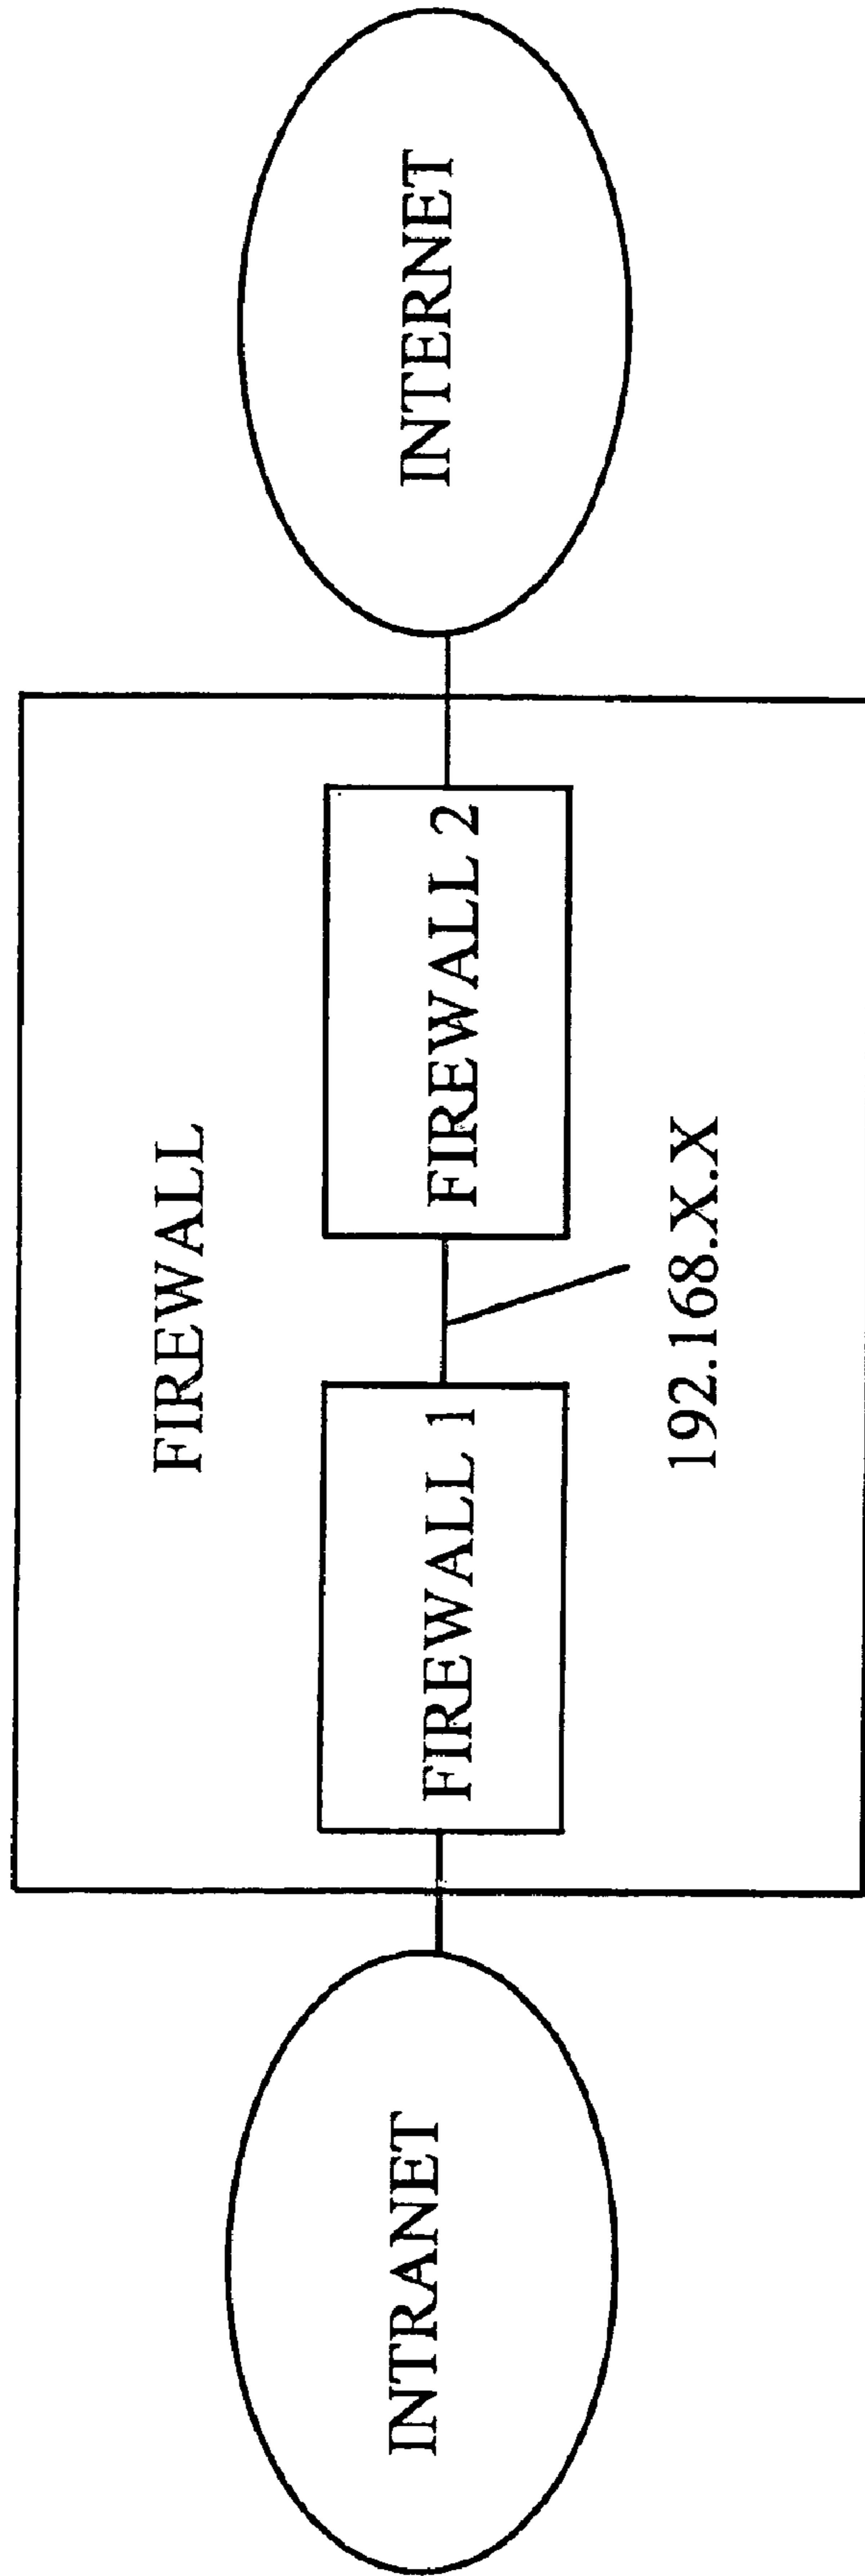 FIREWALL
INTRANET
FIREWALL 1
FIREWALL 2
INTERNET
192.168.X.X